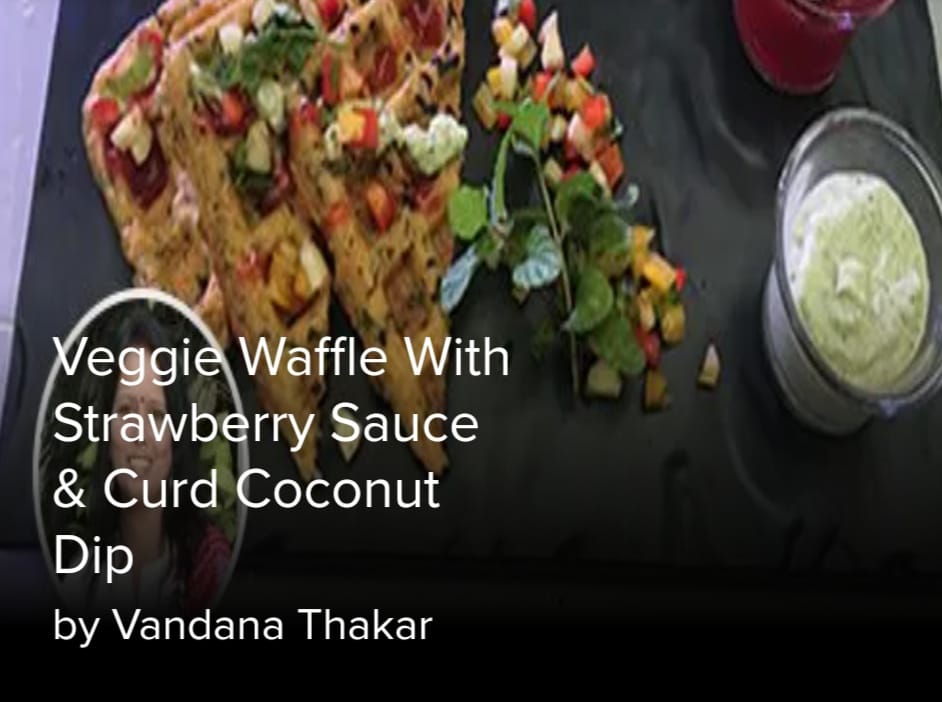 Veggie Waffle With
Strawberry Sauce
& Curd Coconut
Dip
by Vandana Thakar